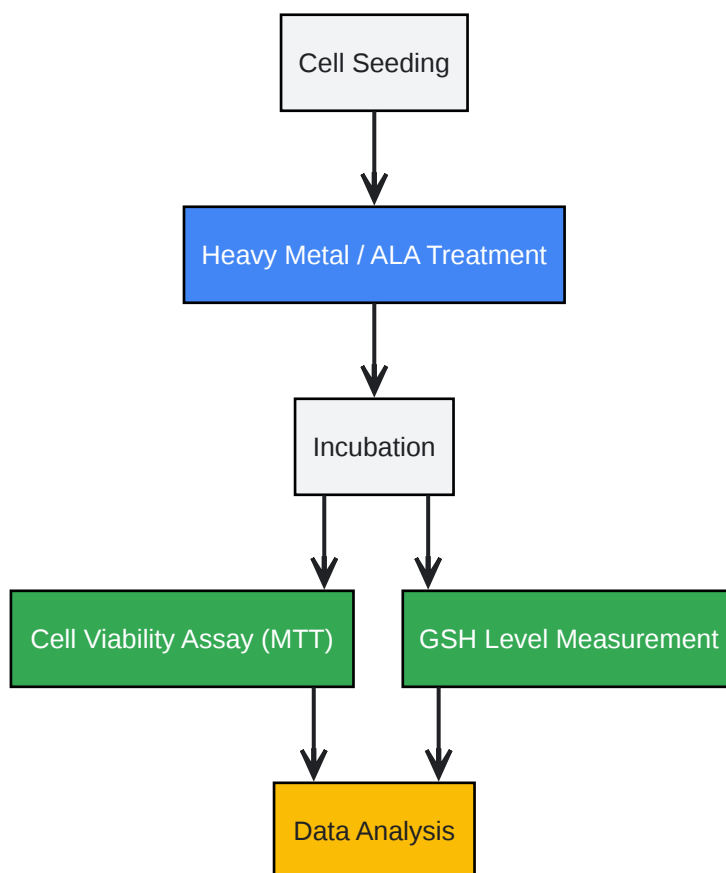 Cell Seeding
Heavy Metal / ALA Treatment
Incubation
Cell Viability Assay (MTT)
GSH Level Measurement
Data Analysis